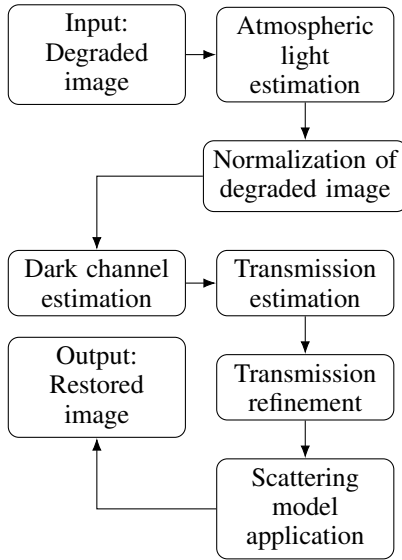 Input:
Degraded
image
Atmospheric
light
estimation
Normalization of
degraded image
Dark channel
estimation
Transmission
estimation
Transmission
refinement
Scattering
model
application
Output:
Restored
image